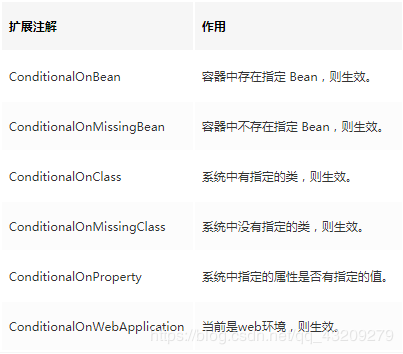 扩展注解 作用
ConditionalOnBean 容器中存在指定 Bean，则生效。
ConditionalOnMissingBean 容器中不存在指定 Bean，则生效。
ConditionalOnClass 系统中有指定的类，则生效。
ConditionalOnMissingClass 系统中没有指定的类，则生效。
ConditionalOnProperty 系统中指定的属性是否有指定的值。
ConditionalOnWebApplication 当前是web环境，则生效。
https://blog.csdn.net/qq_43209279